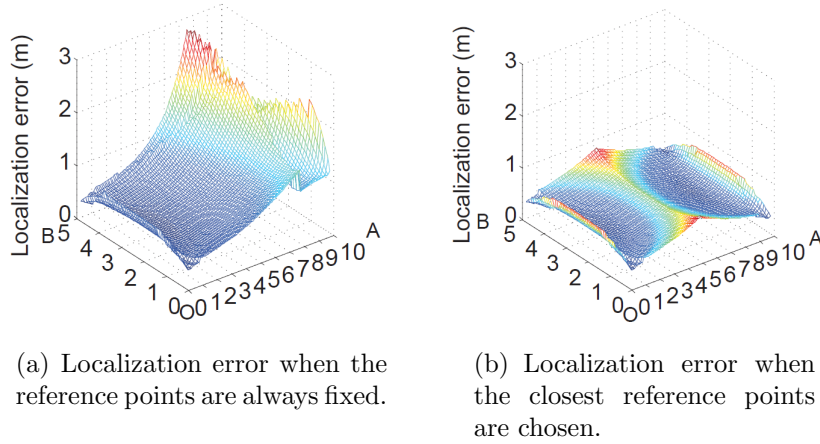 Localization error (m)
3
2
1
0
B
5
4
3
2
1
0
O
0 1 2 3 4 5 6 7 8 9 10
A
Localization error (m)
3
2
1
0
B
5
4
3
2
1
0
O
0 1 2 3 4 5 6 7 8 9 10
A
(a) Localization error when the
reference points are always fixed.
(b) Localization error when
the closest reference points
are chosen.